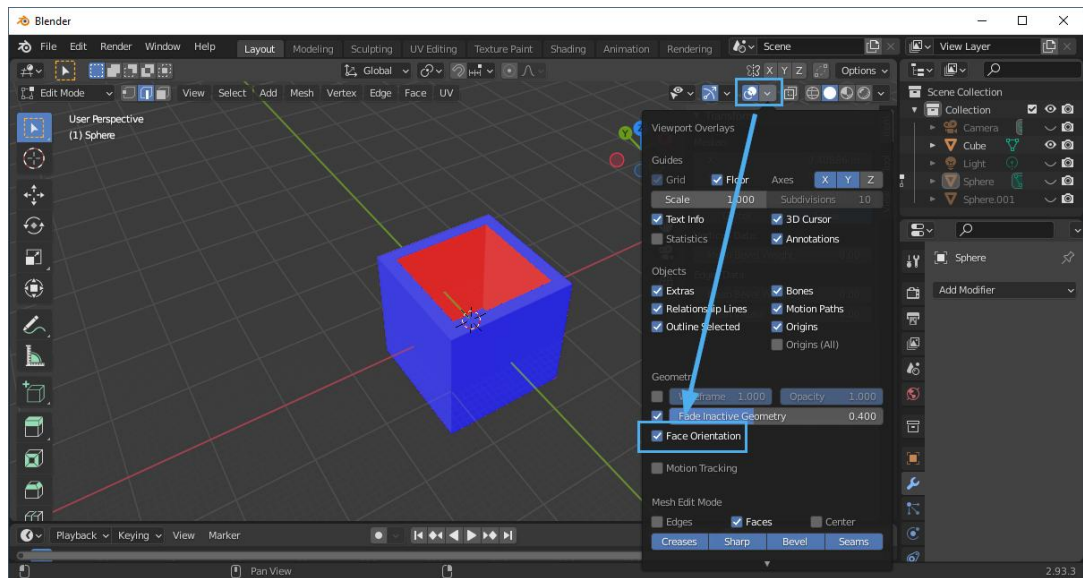 Blender
File Edit Render Window Help Layout Modeling Sculpting UV Editing Texture Paint Shading Animation Rendering Scene View Layer
Global X Y Z Options
Edit Mode View Select Add Mesh Vertex Edge Face UV
Scene Collection
Collection
Camera
Cube
Light
Sphere
Sphere.001
User Perspective
(1) Sphere
Viewport Overlays
Guides
Grid Floor Axes X Y Z
Scale 1.000 Subdivisions 10
Text Info 3D Cursor
Statistics Annotations
Objects
Extras Bones
Relationship Lines Motion Paths
Outline Selected Origins
Origins (All)
Geometry
Wireframe 1.000 Opacity 1.000
Fade Inactive Geometry 0.400
Face Orientation
Motion Tracking
Mesh Edit Mode
Edges Faces Center
Creases Sharp Bevel Seams
Sphere
Add Modifier
Playback Keying View Marker
Pan View
2.93.3